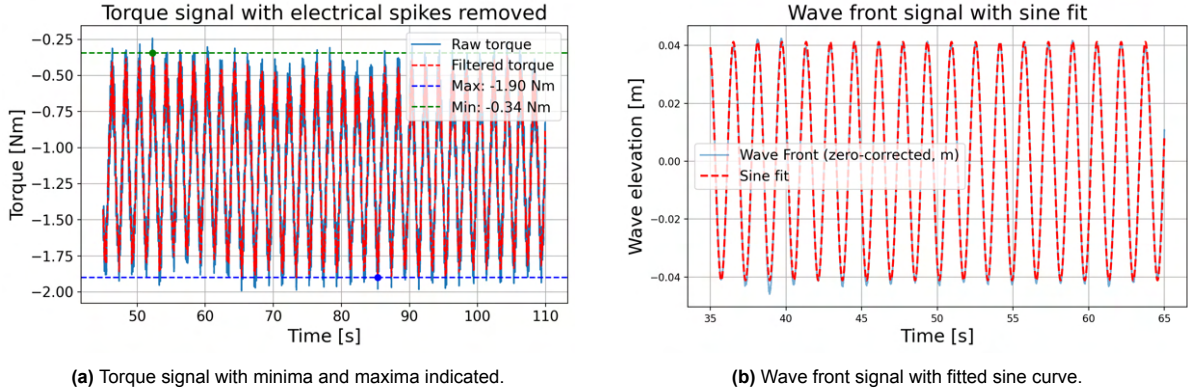 Torque signal with electrical spikes removed
−0.25
−0.50
−0.75
−1.00
−1.25
−1.50
−1.75
−2.00
Torque [Nm]
Raw torque
Filtered torque
Max: -1.90 Nm
Min: -0.34 Nm
50 60 70 80 90 100 110
Time [s]
(a) Torque signal with minima and maxima indicated.
Wave front signal with sine fit
0.04
0.02
0.00
−0.02
−0.04
Wave elevation [m]
Wave Front (zero-corrected, m)
Sine fit
35 40 45 50 55 60 65
Time [s]
(b) Wave front signal with fitted sine curve.